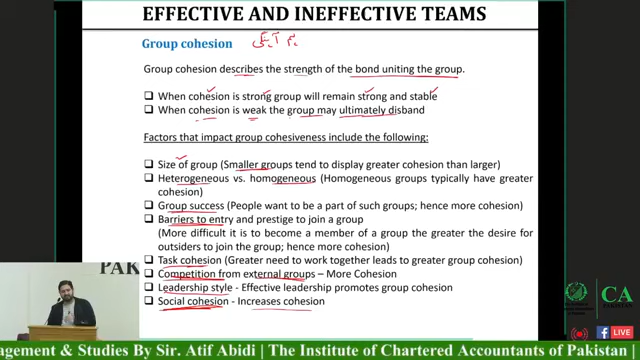 EFFECTIVE AND INEFFECTIVE TEAMS
Group cohesion
Group cohesion describes the strength of the bond uniting the group.
When cohesion is strong group will remain strong and stable
When cohesion is weak the group may ultimately disband
Factors that impact group cohesiveness include the following:
Size of group (Smaller groups tend to display greater cohesion than larger)
Heterogeneous vs. homogeneous (Homogeneous groups typically have greater
cohesion)
Group success (People want to be a part of such groups; hence more cohesion)
Barriers to entry and prestige to join a group
(More difficult it is to become a member of a group the greater the desire for
outsiders to join the group; hence more cohesion)
Task cohesion (Greater need to work together leads to greater group cohesion)
Competition from external groups – More Cohesion
Leadership style - Effective leadership promotes group cohesion
Social cohesion - Increases cohesion
CA
PAKISTAN
LIVE
agement & Studies By Sir. Atif Abidi | The Institute of Chartered Accountants of Pakistan|